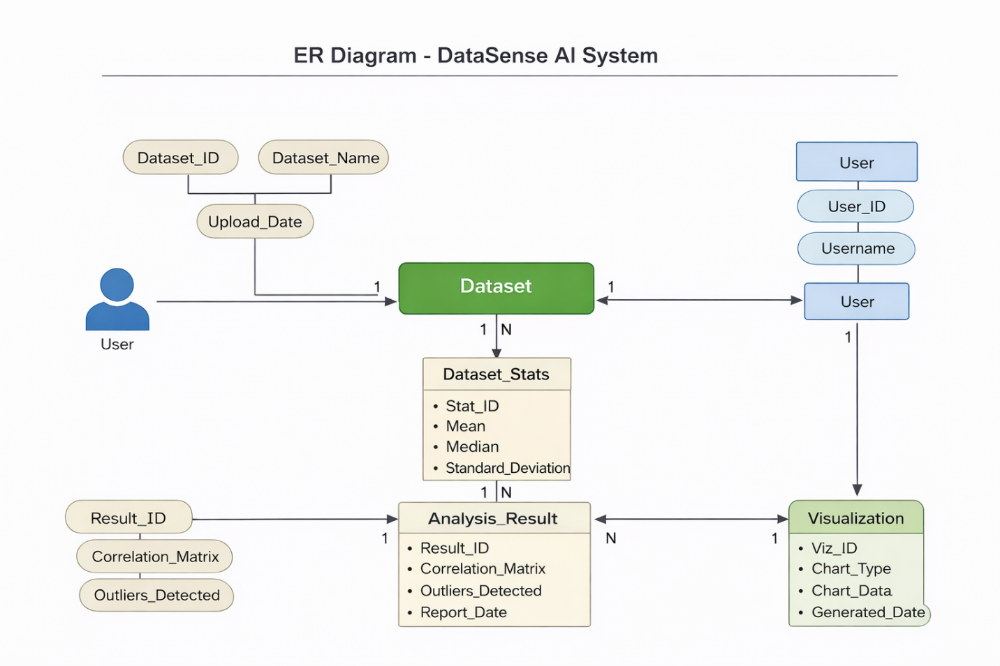 ER Diagram - DataSense AI System
Dataset_ID
Dataset_Name
Upload_Date
User
User_ID
Username
User
User
1
Dataset
1
1 N
Dataset_Stats
• Stat_ID
• Mean
• Median
• Standard_Deviation
1 N
1
Result_ID
Correlation_Matrix
Outliers_Detected
1
Analysis_Result
• Result_ID
• Correlation_Matrix
• Outliers_Detected
• Report_Date
N
1
Visualization
• Viz_ID
• Chart_Type
• Chart_Data
• Generated_Date